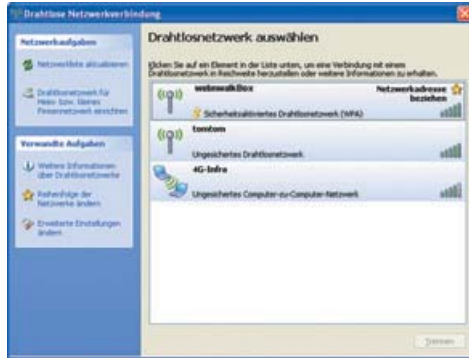 Drahtlose Netzwerkverbindung
Netzwerkaufgaben
Netzwerkliste aktualisieren
Drahtlosnetzwerk für
Heim- bzw. kleines
Firmennetzwerk einrichten
Verwandte Aufgaben
Weitere Informationen
über Drahtlosnetzwerke
Reihenfolge der
Netzwerke ändern
Erweiterte Einstellungen
ändern
Drahtlosnetzwerk auswählen
Klicken Sie auf ein Element in der Liste unten, um eine Verbindung mit einem
Drahtlosnetzwerk in Reichweite herzustellen oder weitere Informationen zu erhalten.
webnwalkBox
Netzwerkadresse
beziehen
Sicherheitsaktiviertes Drahtlosnetzwerk (WPA)
tomtom
Ungesichertes Drahtlosnetzwerk
4G-Infra
Ungesichertes Computer-zu-Computer-Netzwerk
Trennen